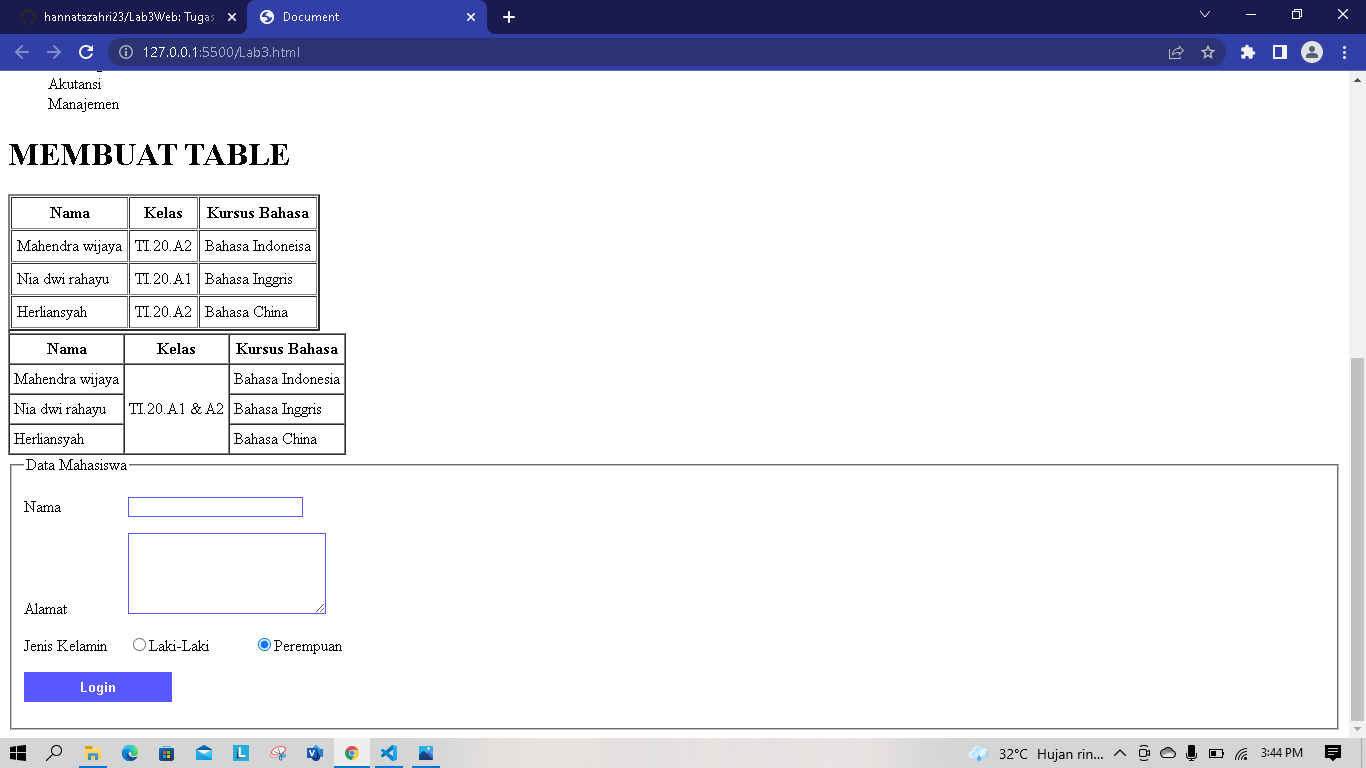 hannatazahri23/Lab3Web: Tugas
Document
127.0.0.1:5500/Lab3.html
Akutansi
Manajemen
MEMBUAT TABLE
Nama Kelas Kursus Bahasa
Mahendra wijaya TI.20.A2 Bahasa Indoneisa
Nia dwi rahayu TI.20.A1 Bahasa Inggris
Herliansyah TI.20.A2 Bahasa China
Nama Kelas Kursus Bahasa
Mahendra wijaya Bahasa Indonesia
Nia dwi rahayu TI.20.A1 & A2 Bahasa Inggris
Herliansyah Bahasa China
Data Mahasiswa
Nama
Alamat
Jenis Kelamin Laki-Laki Perempuan
Login
32°C Hujan rin... 3:44 PM